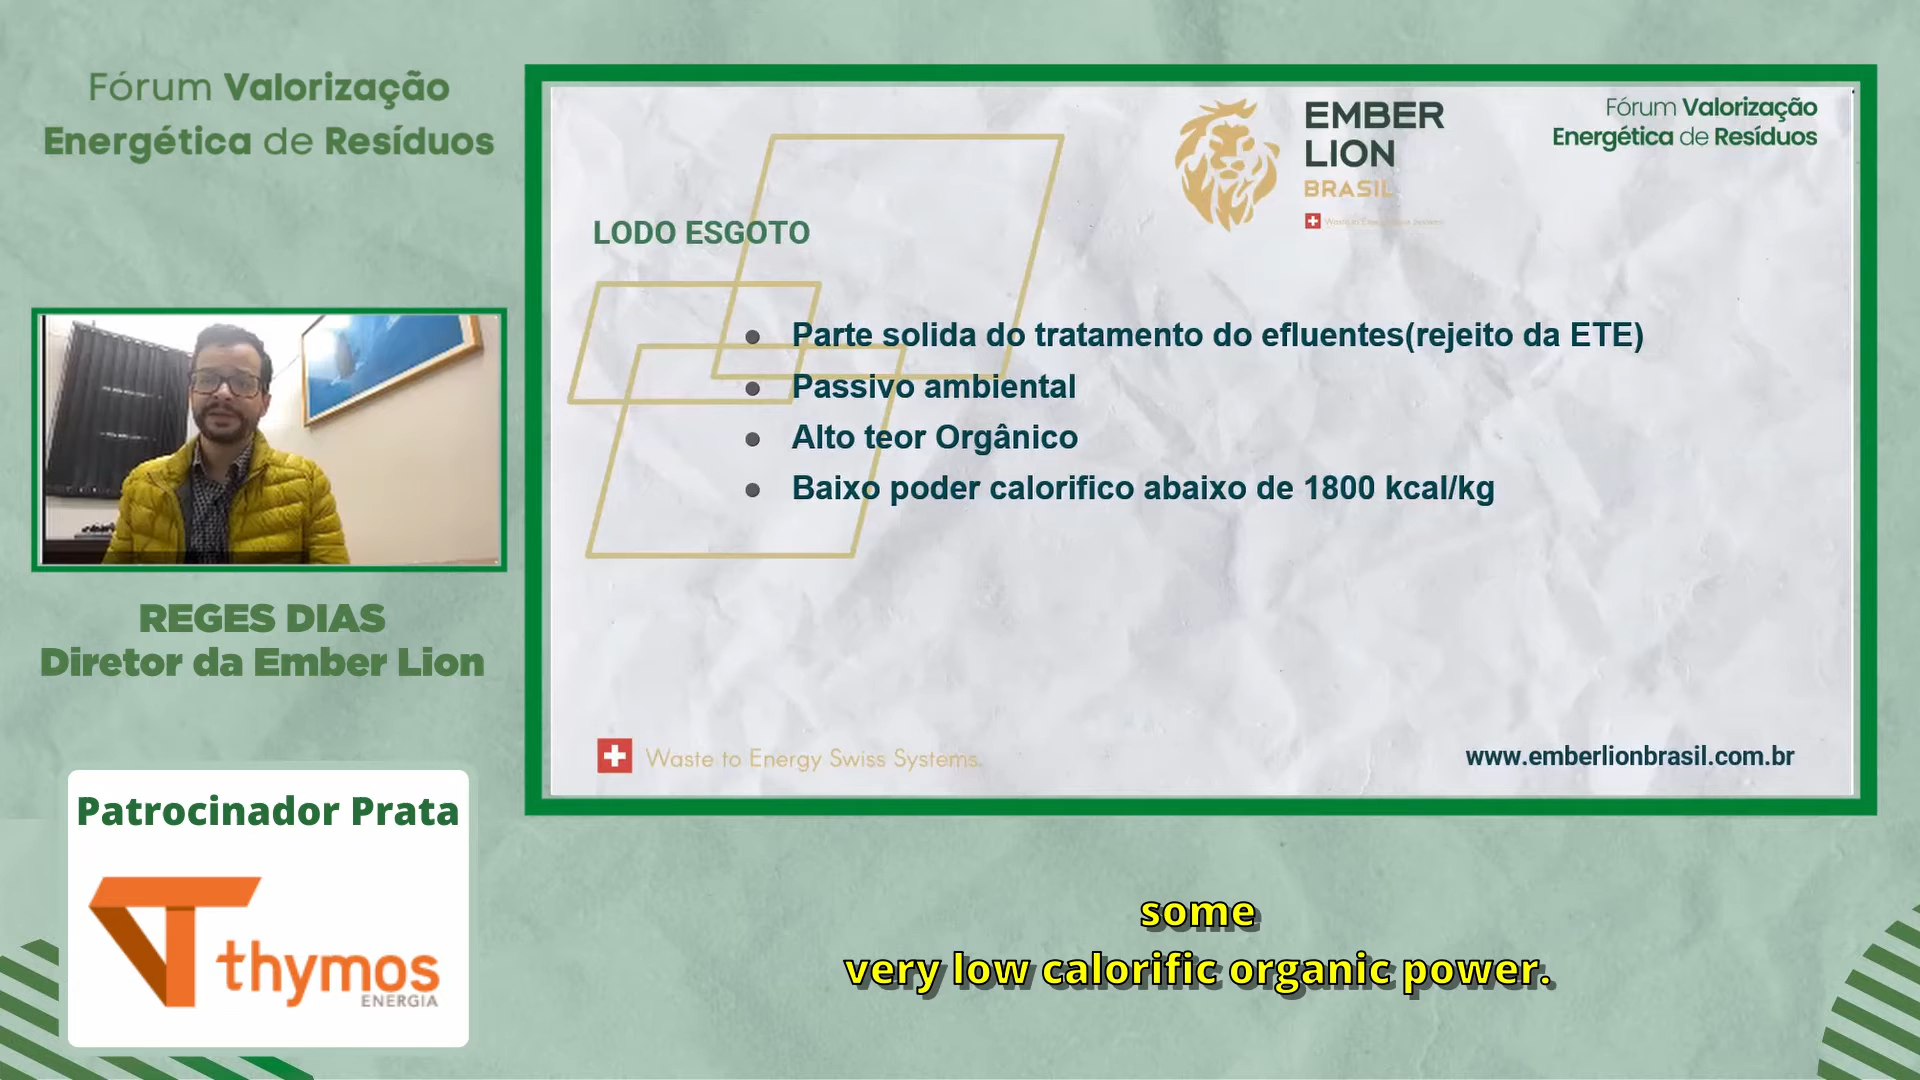 Fórum Valorização
Energética de Resíduos
REGES DIAS
Diretor da Ember Lion
Patrocinador Prata
thymos
ENERGIA
EMBER
LION
BRASIL
Fórum Valorização
Energética de Resíduos
LODO ESGOTO
Parte solida do tratamento do efluentes(rejeito da ETE)
Passivo ambiental
Alto teor Orgânico
Baixo poder calorifico abaixo de 1800 kcal/kg
Waste to Energy Swiss Systems.
www.emberlionbrasil.com.br
some
very low calorific organic power.